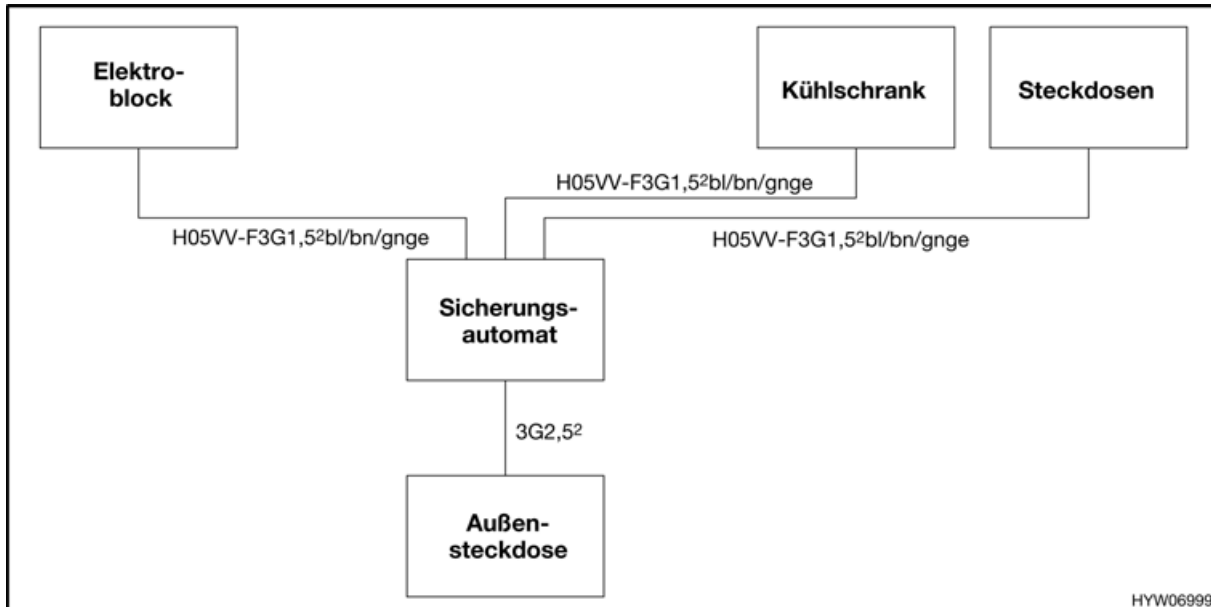 Elektro-
block
Kühlschrank
Steckdosen
H05VV-F3G1,5²bl/bn/gnge
H05VV-F3G1,5²bl/bn/gnge
H05VV-F3G1,5²bl/bn/gnge
Sicherungs-
automat
3G2,5²
Außen-
steckdose
HYW06999